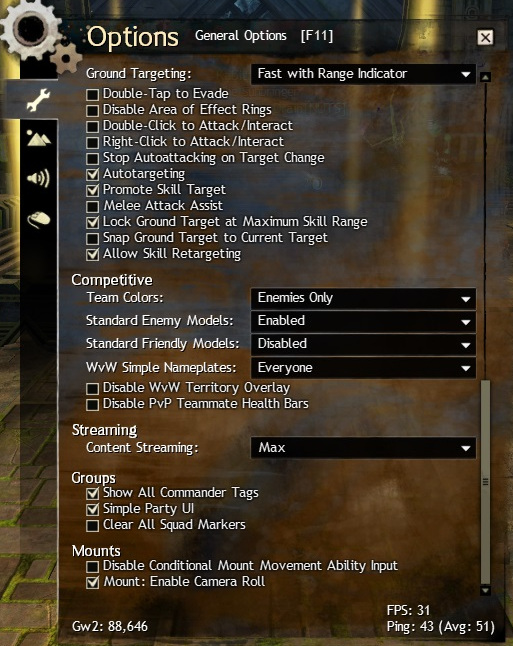 Options General Options [F11]
Ground Targeting: Fast with Range Indicator
Double-Tap to Evade
Disable Area of Effect Rings
Double-Click to Attack/Interact
Right-Click to Attack/Interact
Stop Autoattacking on Target Change
Autotargeting
Promote Skill Target
Melee Attack Assist
Lock Ground Target at Maximum Skill Range
Snap Ground Target to Current Target
Allow Skill Retargeting
Competitive
Team Colors: Enemies Only
Standard Enemy Models: Enabled
Standard Friendly Models: Disabled
WvW Simple Nameplates: Everyone
Disable WvW Territory Overlay
Disable PvP Teammate Health Bars
Streaming
Content Streaming: Max
Groups
Show All Commander Tags
Simple Party UI
Clear All Squad Markers
Mounts
Disable Conditional Mount Movement Ability Input
Mount: Enable Camera Roll
FPS: 31
Gw2: 88,646 Ping: 43 (Avg: 51)